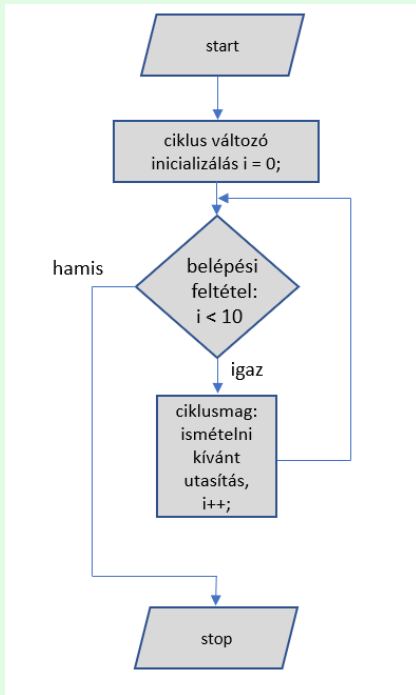 start
ciklus változó
inicializálás i = 0;
hamis
belépési
feltétel:
i < 10
igaz
ciklusmag:
ismételni
kívánt
utasítás,
i++;
stop